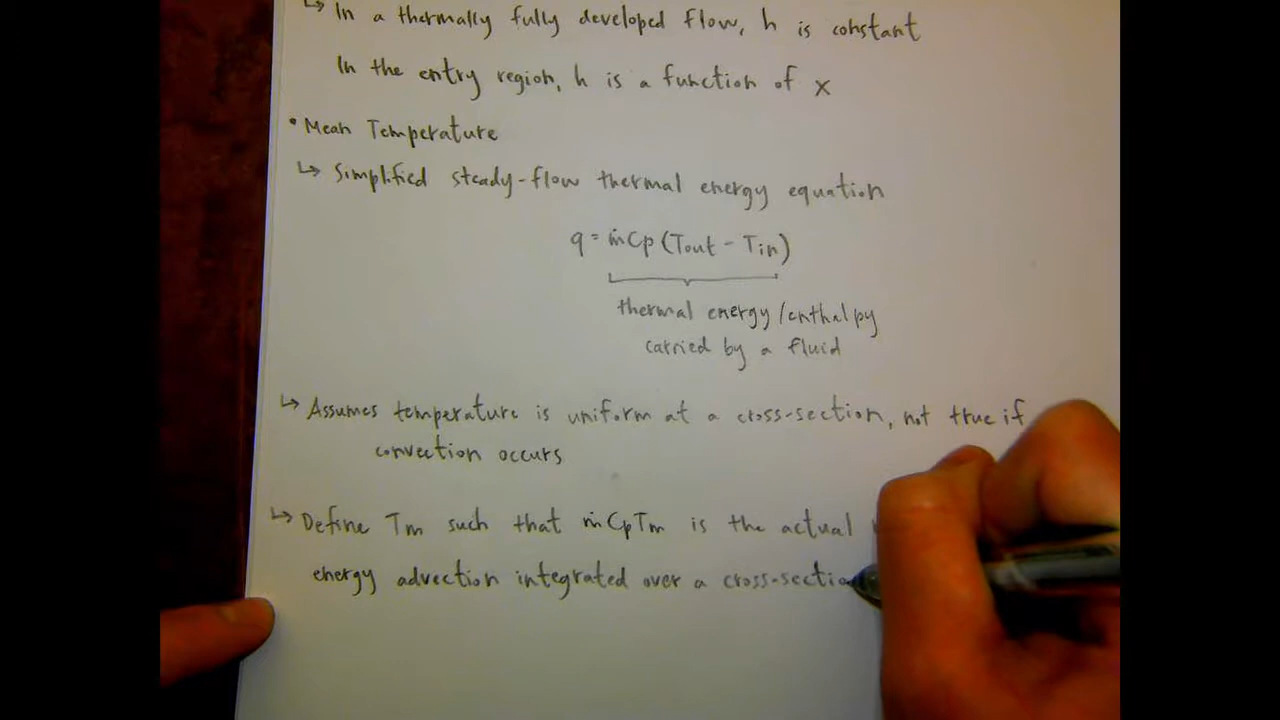 ↳ In a thermally fully developed flow, h is constant
In the entry region, h is a function of x
• Mean Temperature
↳ Simplified steady-flow thermal energy equation
q = ṁCp(Tout - Tin)
thermal energy/enthalpy
carried by a fluid
↳ Assumes temperature is uniform at a cross-section, not true if
convection occurs
↳ Define Tm such that ṁCpTm is the actual
energy advection integrated over a cross-sectio